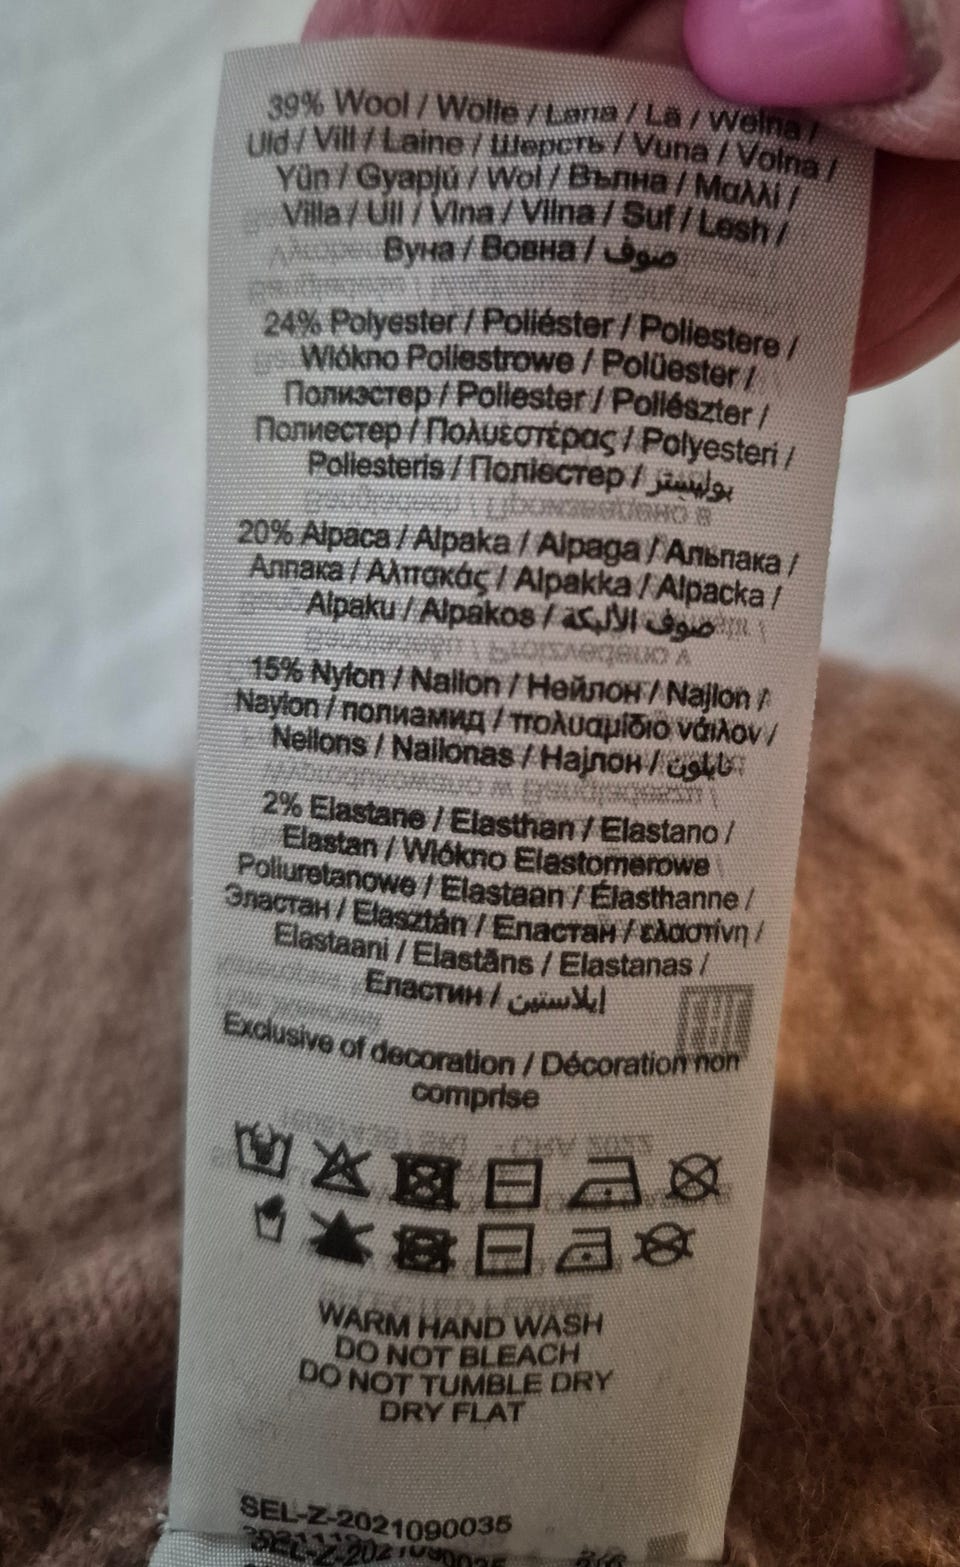 39% Wool / Wolle / Lana / Lã / Wełna /
Uld / Vill / Laine / Шерсть / Vuna / Volna /
Yün / Gyapjú / Wol / Вълна / Μαλλί /
Villa / Ull / Vlna / Vilna / Suf / Lesh /
Вуна / Вовна / صوف
24% Polyester / Poliéster / Poliestere /
Włókno Poliestrowe / Polüester /
Полиэстер / Poliester / Poliészter /
Полиестер / Πολυεστέρας / Polyesteri /
Poliesteris / Поліестер / بوليستر
20% Alpaca / Alpaka / Alpaga / Альпака /
Алпака / Αλπακάς / Alpakka / Alpacka /
Alpaku / Alpakos / صوف الألبكة
15% Nylon / Nailon / Нейлон / Najlon /
Naylon / полиамид / πολυαμίδιο νάιλον /
Neilons / Nailonas / Најлон / نايلون
2% Elastane / Elasthan / Elastano /
Elastan / Włókno Elastomerowe
Poliuretanowe / Elastaan / Élasthanne /
Эластан / Elasztán / Еластан / ελαστίνη /
Elastaani / Elastāns / Elastanas /
Еластин / إيلاستين
Exclusive of decoration / Décoration non
comprise
WARM HAND WASH
DO NOT BLEACH
DO NOT TUMBLE DRY
DRY FLAT
SEL-Z-2021090035